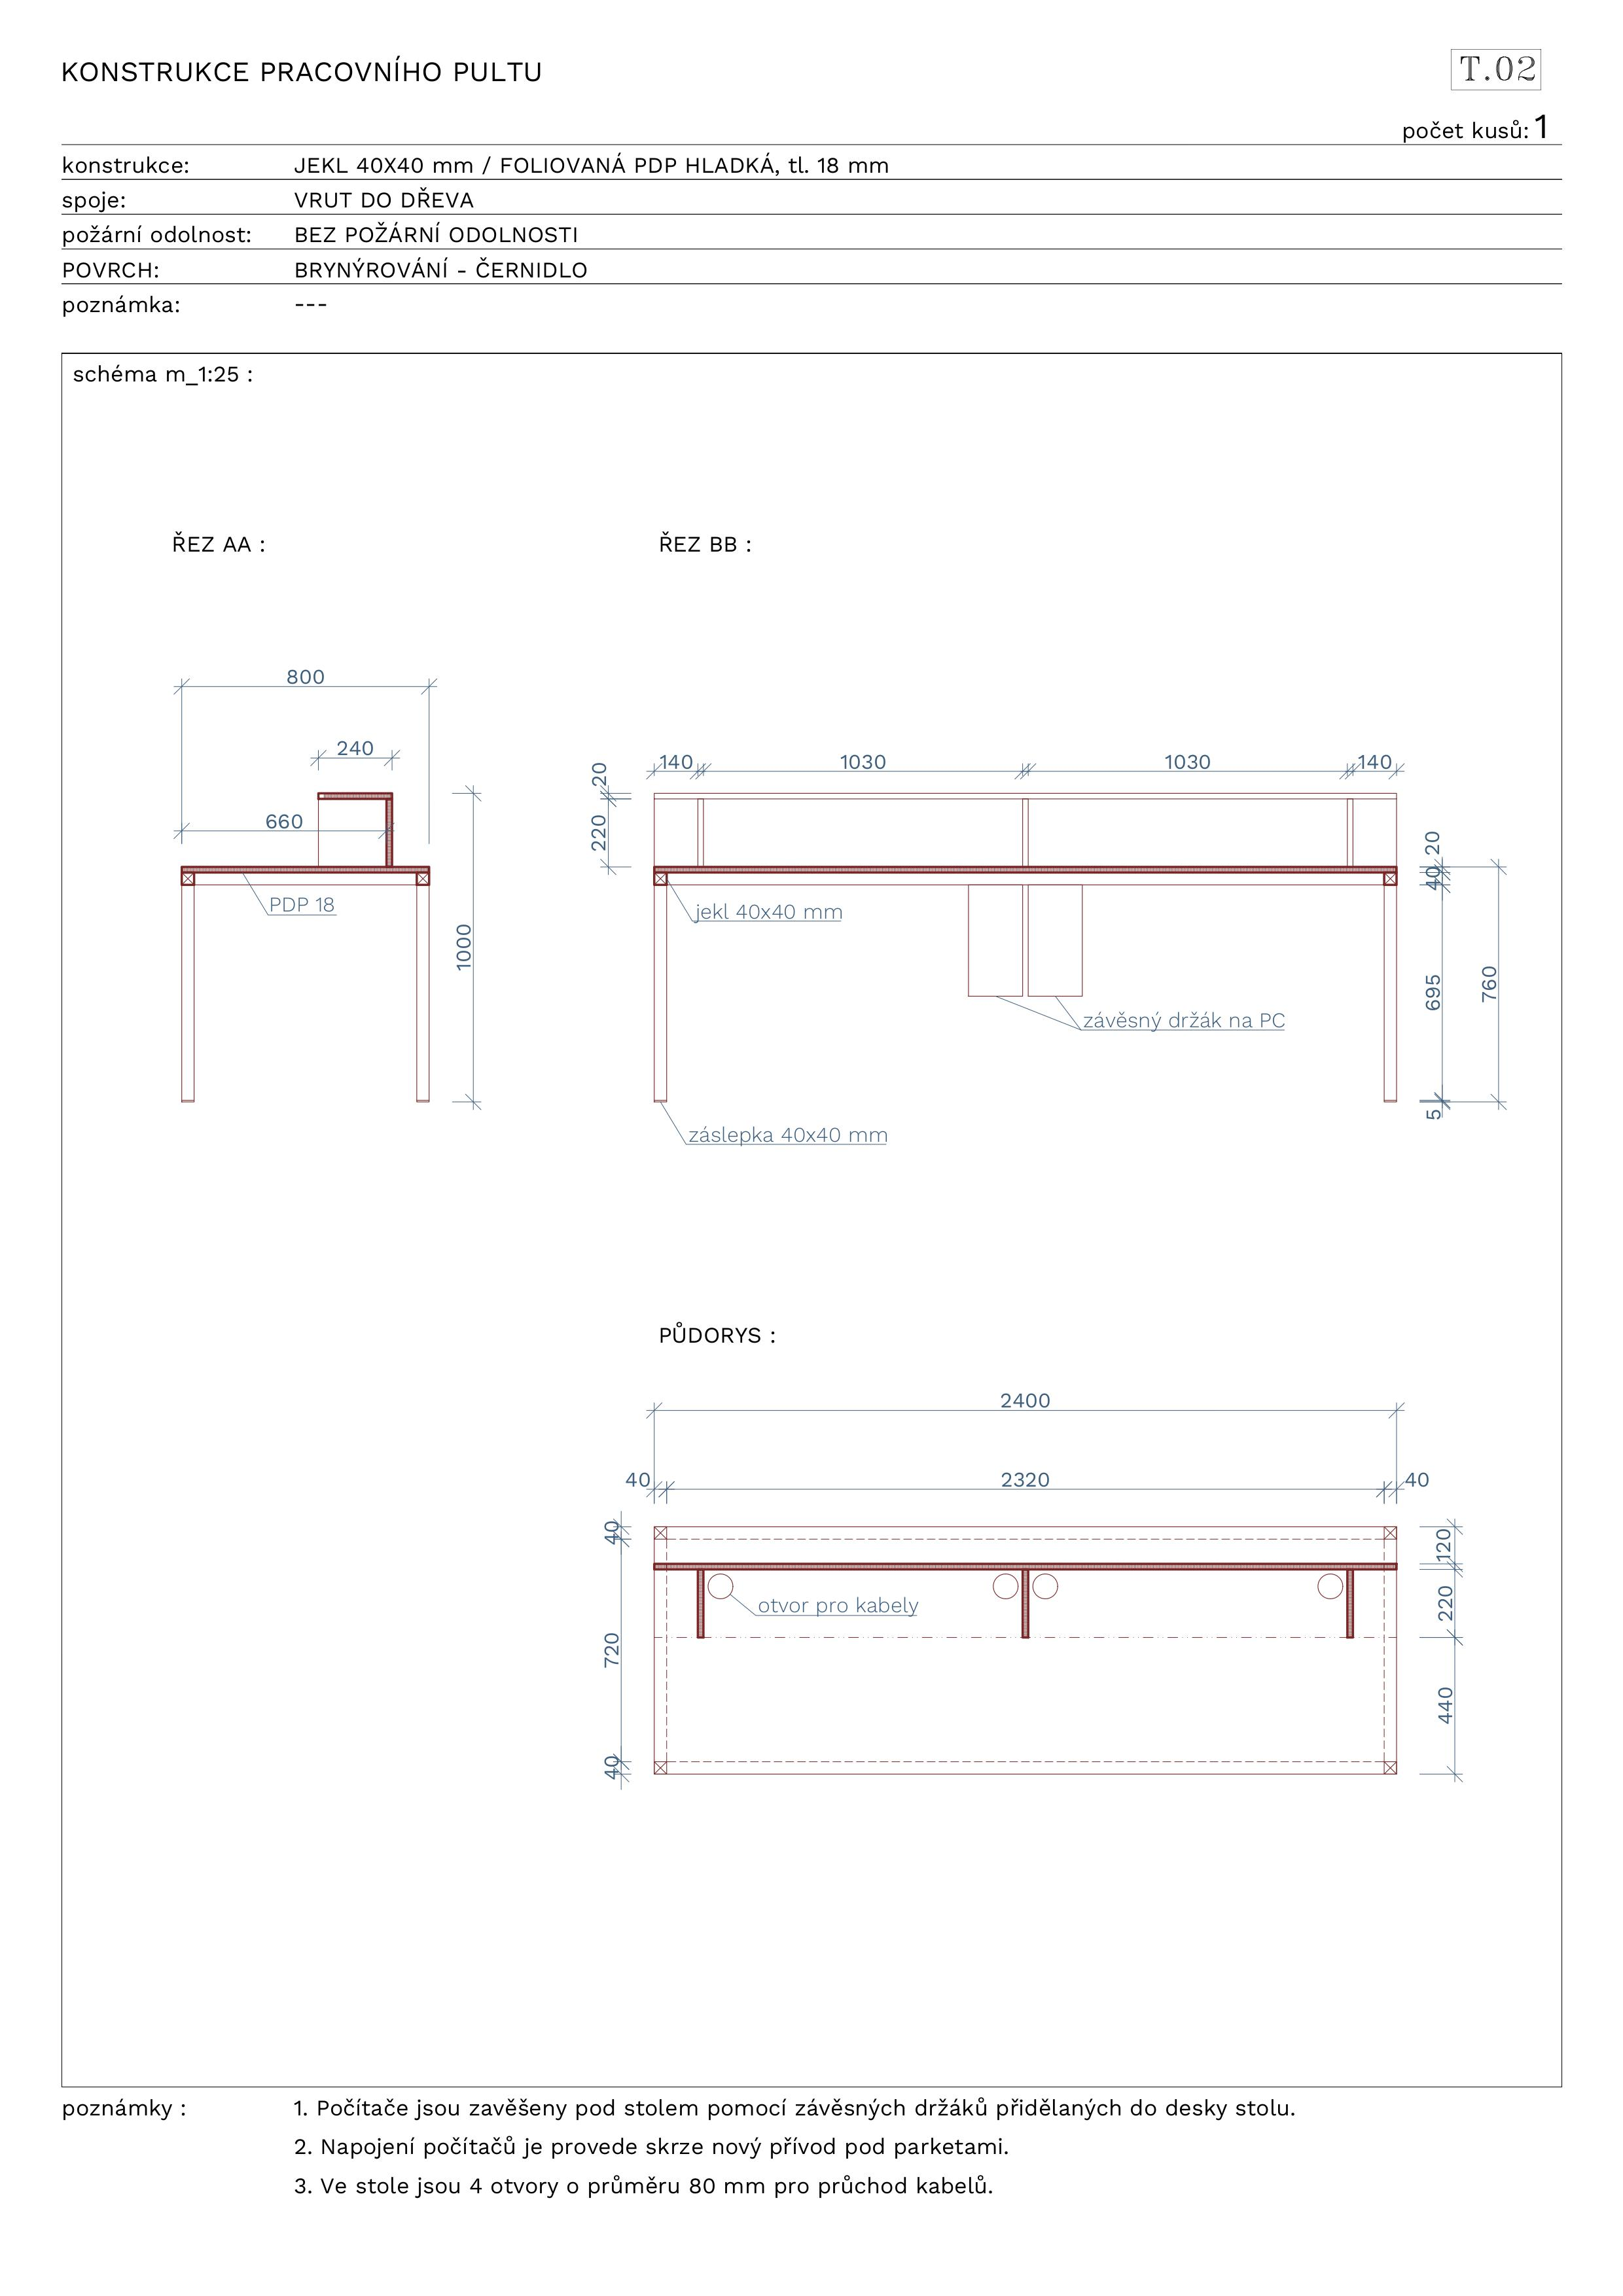 KONSTRUKCE PRACOVNÍHO PULTU
T.02
počet kusů: 1
konstrukce: JEKL 40X40 mm / FOLIOVANÁ PDP HLADKÁ, tl. 18 mm
spoje: VRUT DO DŘEVA
požární odolnost: BEZ POŽÁRNÍ ODOLNOSTI
POVRCH: BRYNÝROVÁNÍ - ČERNIDLO
poznámka: ---
schéma m_1:25 :
ŘEZ AA :
800
240
660
PDP 18
1000
ŘEZ BB :
140 1030 1030 140
20
220
20
40
695
5
760
jekl 40x40 mm
závěsný držák na PC
záslepka 40x40 mm
PŮDORYS :
2400
40 2320 40
40
720
40
120
220
440
otvor pro kabely
poznámky : 1. Počítače jsou zavěšeny pod stolem pomocí závěsných držáků přidělaných do desky stolu.
2. Napojení počítačů je provede skrze nový přívod pod parketami.
3. Ve stole jsou 4 otvory o průměru 80 mm pro průchod kabelů.